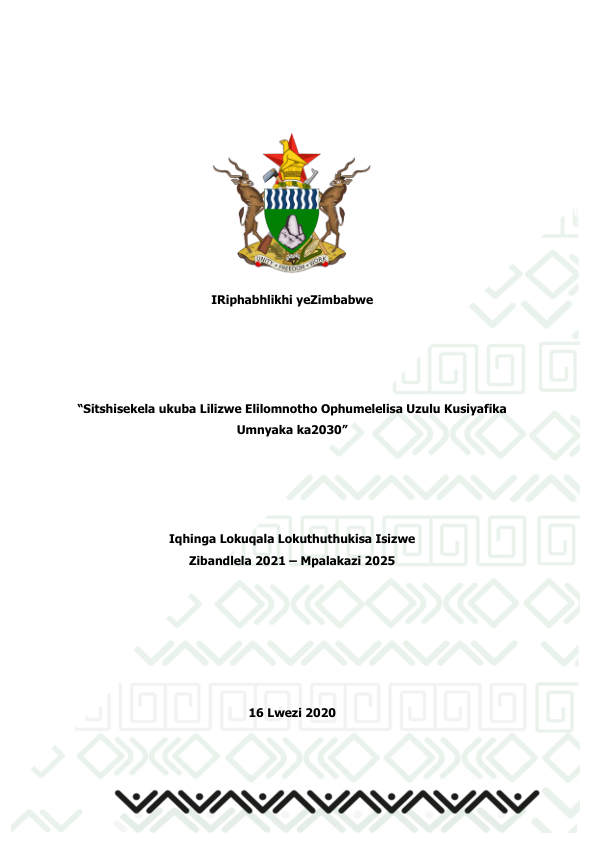 UNITY • FREEDOM • WORK
IRiphabhlikhi yeZimbabwe
“Sitshisekela ukuba Lilizwe Elilomnotho Ophumelelisa Uzulu Kusiyafika
Umnyaka ka2030”
Iqhinga Lokuqala Lokuthuthukisa Isizwe
Zibandlela 2021 – Mpalakazi 2025
16 Lwezi 2020